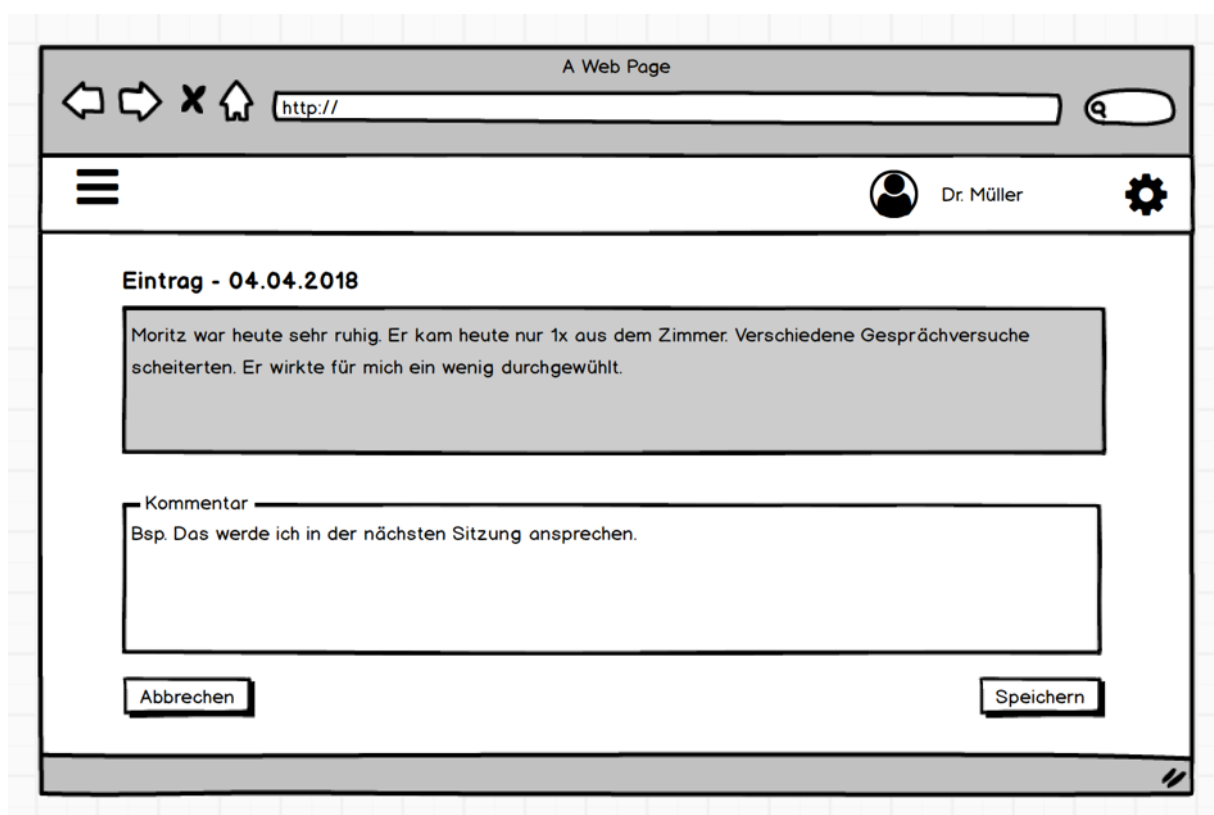 A Web Page
http://
Dr. Müller
Eintrag - 04.04.2018
Moritz war heute sehr ruhig. Er kam heute nur 1x aus dem Zimmer. Verschiedene Gesprächversuche
scheiterten. Er wirkte für mich ein wenig durchgewühlt.
Kommentar
Bsp. Das werde ich in der nächsten Sitzung ansprechen.
Abbrechen
Speichern